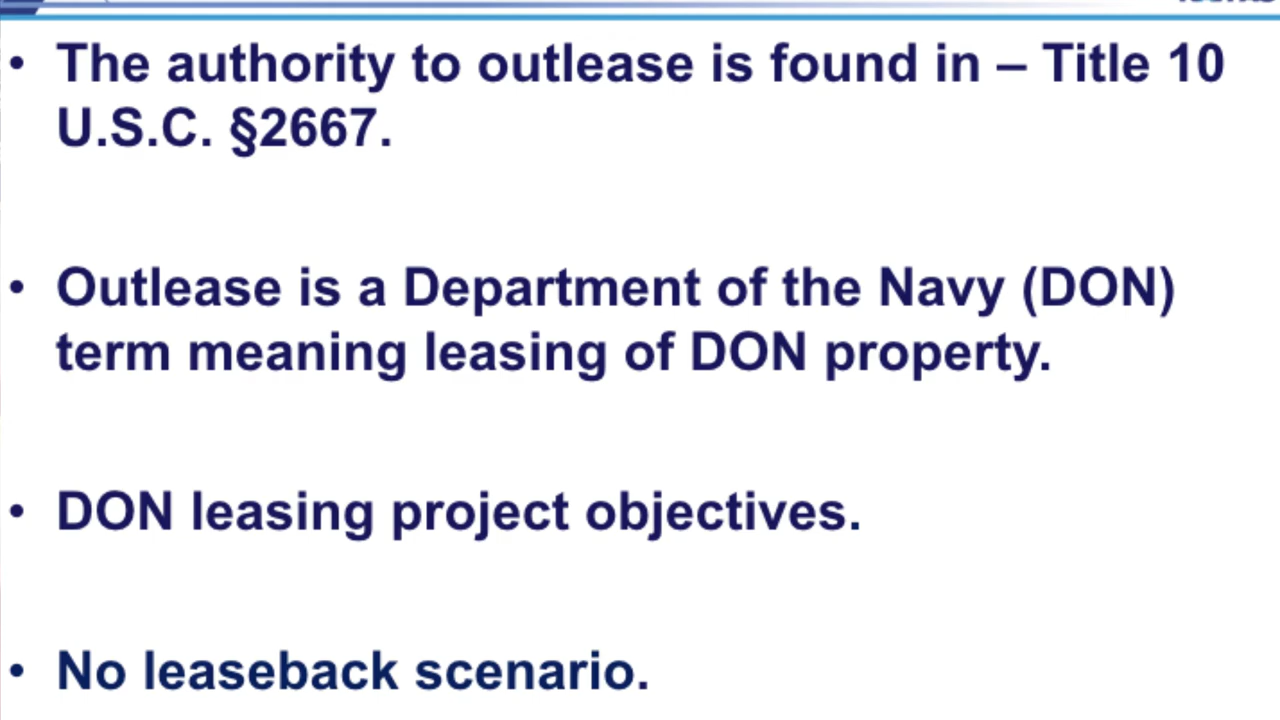 • The authority to outlease is found in – Title 10
U.S.C. §2667.
• Outlease is a Department of the Navy (DON)
term meaning leasing of DON property.
• DON leasing project objectives.
• No leaseback scenario.